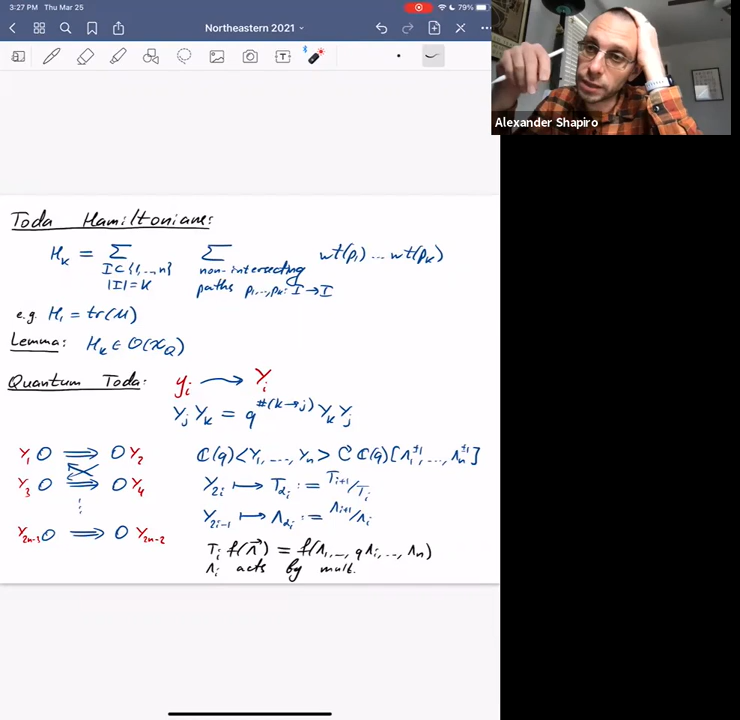 3:27 PM Thu Mar 25
79%
Northeastern 2021
Alexander Shapiro
Toda Hamiltonians:
H_k = Σ_{I⊂{1,...,n} |I|=k} Σ_{non-intersecting paths p_1,...,p_k: I→I} wt(p_1)...wt(p_k)
e.g. H_1 = tr(M)
Lemma: H_k ∈ O(X_Q)
Quantum Toda: y_i → Y_i
Y_j Y_k = q^{#(k→j)} Y_k Y_j
Y_1 O ⇒ O Y_2
Y_3 O ⇒ O Y_4
⋮
Y_{2n-3} O ⇒ O Y_{2n-2}
C(q)<Y_1,...,Y_n> C C(q)[Λ_1^{±1},...,Λ_n^{±1}]
Y_{2i} ↦ T_{α_i} := T_{i+1}/T_i
Y_{2i-1} ↦ Λ_{α_i} := Λ_{i+1}/Λ_i
T_i f(Λ⃗) = f(Λ_1,...,qΛ_i,...,Λ_n)
Λ_i acts by mult.